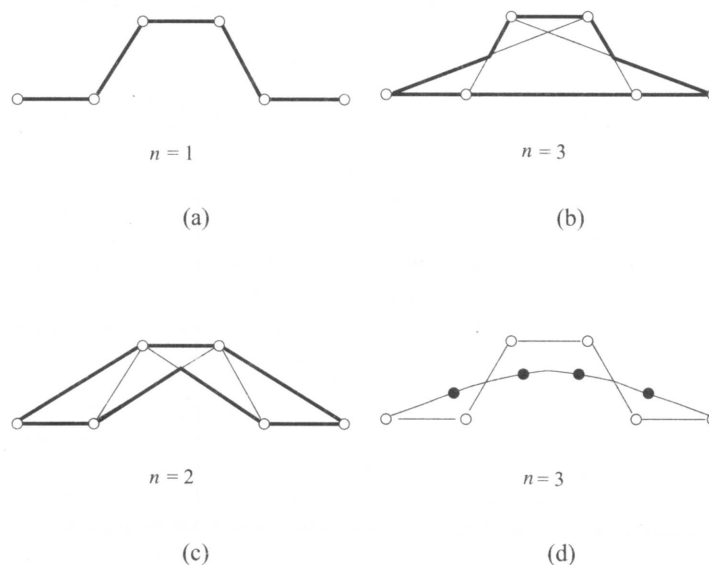 n = 1
n = 3
(a)
(b)
n = 2
n = 3
(c)
(d)